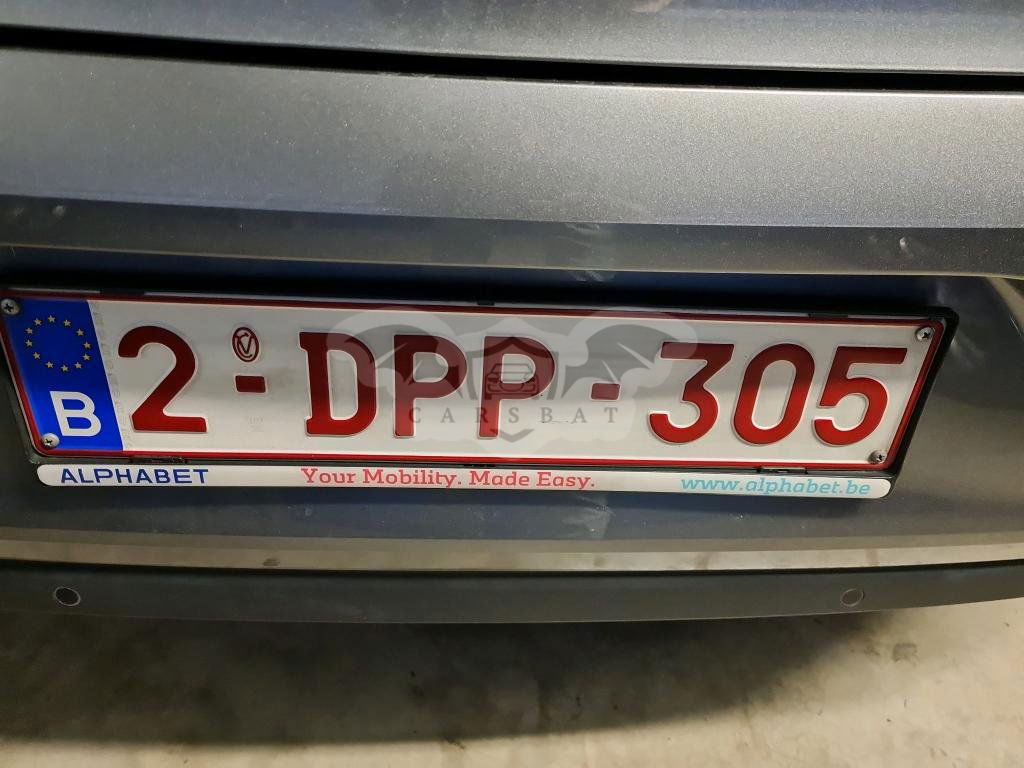 B 2-DPP-305
CARSBAT
ALPHABET Your Mobility. Made Easy. www.alphabet.be